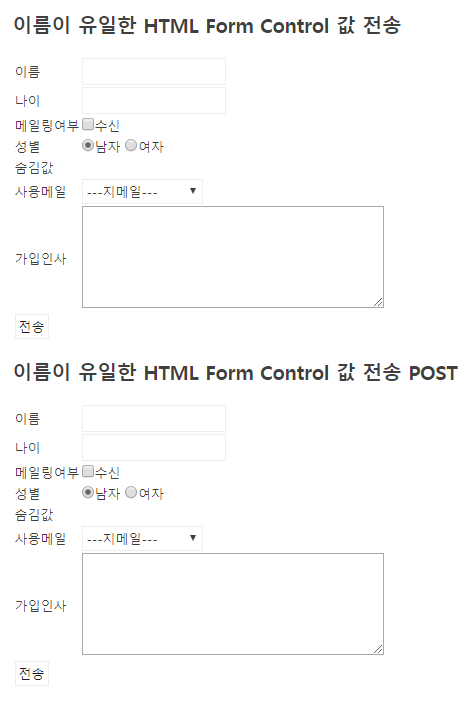 이름이 유일한 HTML Form Control 값 전송
이름
나이
메일링여부 수신
성별 남자 여자
숨김값
사용메일 ---지메일---
가입인사
전송
이름이 유일한 HTML Form Control 값 전송 POST
이름
나이
메일링여부 수신
성별 남자 여자
숨김값
사용메일 ---지메일---
가입인사
전송